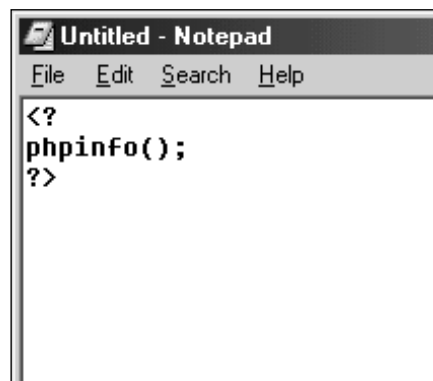 Untitled - Notepad
File Edit Search Help
<?
phpinfo();
?>